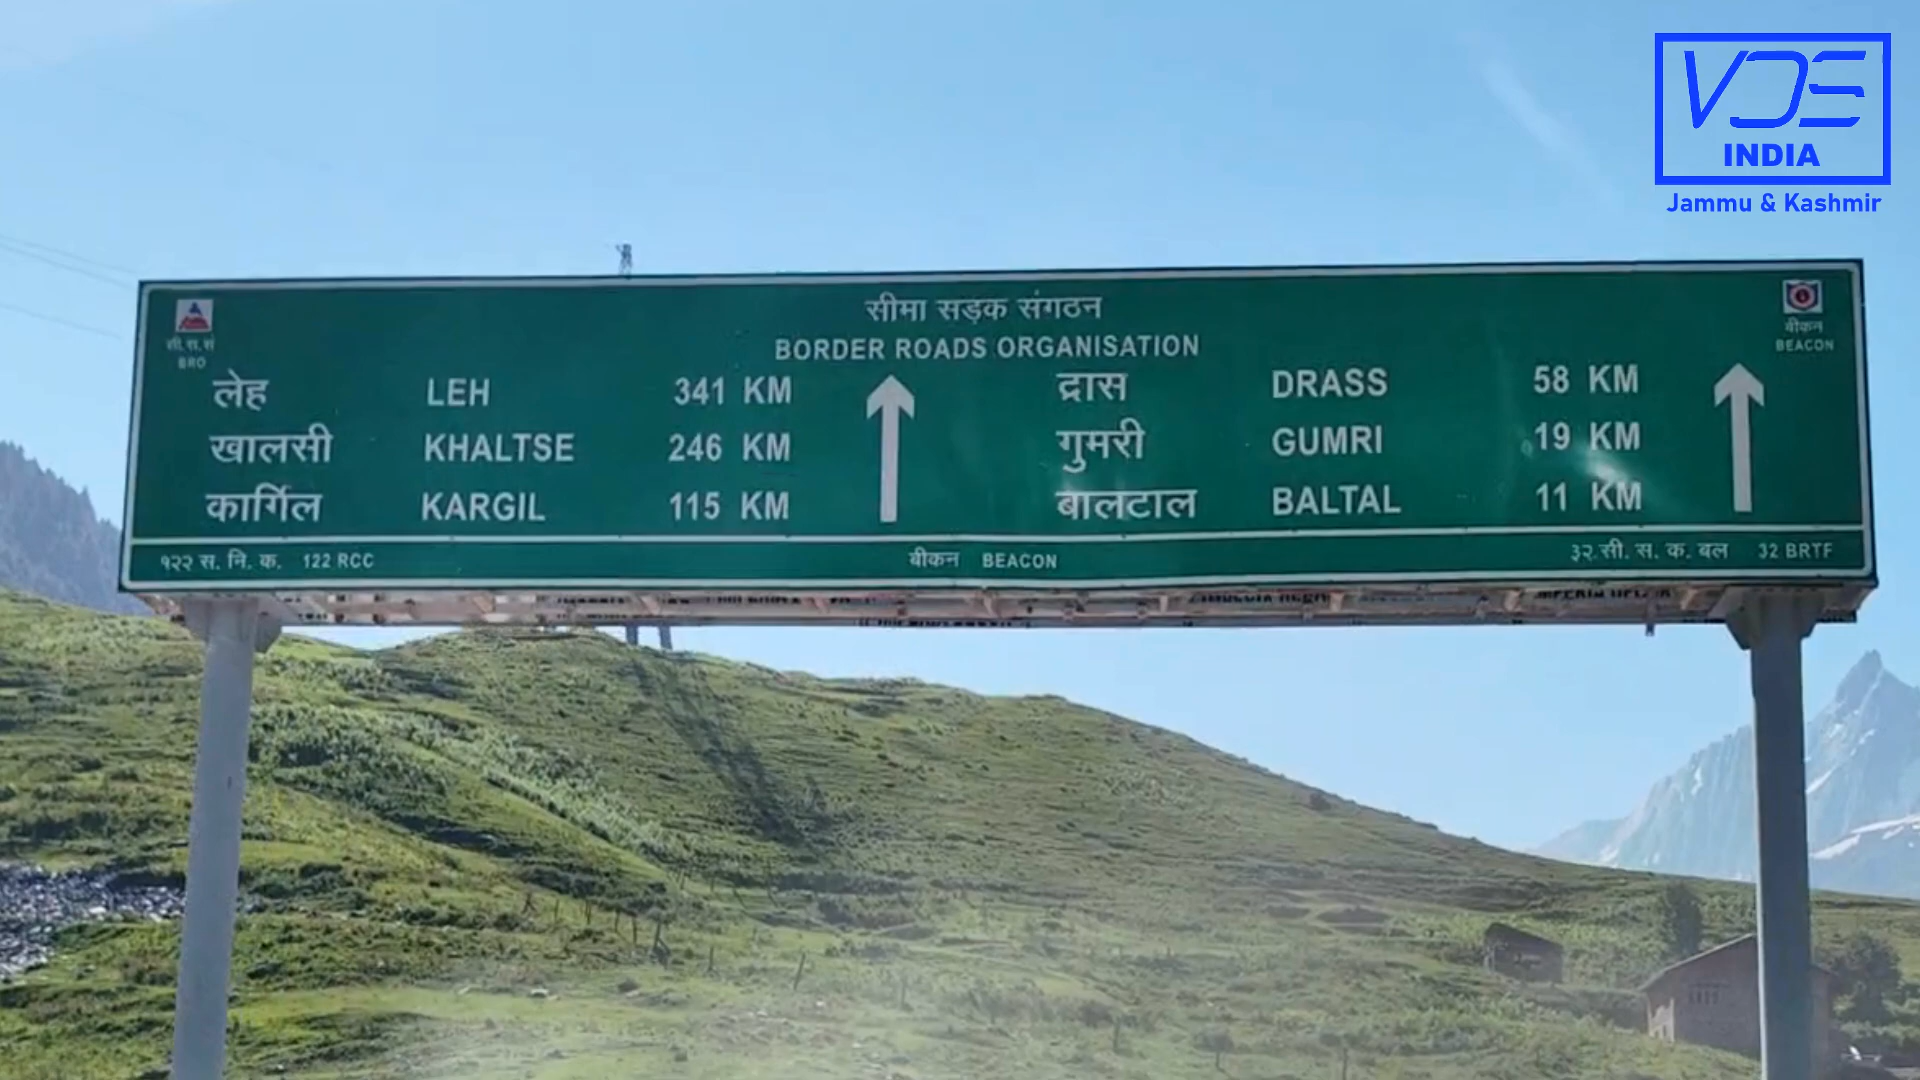 VDS
INDIA
Jammu & Kashmir
सीमा सड़क संगठन
BORDER ROADS ORGANISATION
सी.स.सं
BRO
बीकन
BEACON
लेह LEH 341 KM
खालसी KHALTSE 246 KM
कार्गिल KARGIL 115 KM
द्रास DRASS 58 KM
गुमरी GUMRI 19 KM
बालटाल BALTAL 11 KM
१२२ स. नि. क. 122 RCC
बीकन BEACON
३२ सी. स. क. बल 32 BRTF